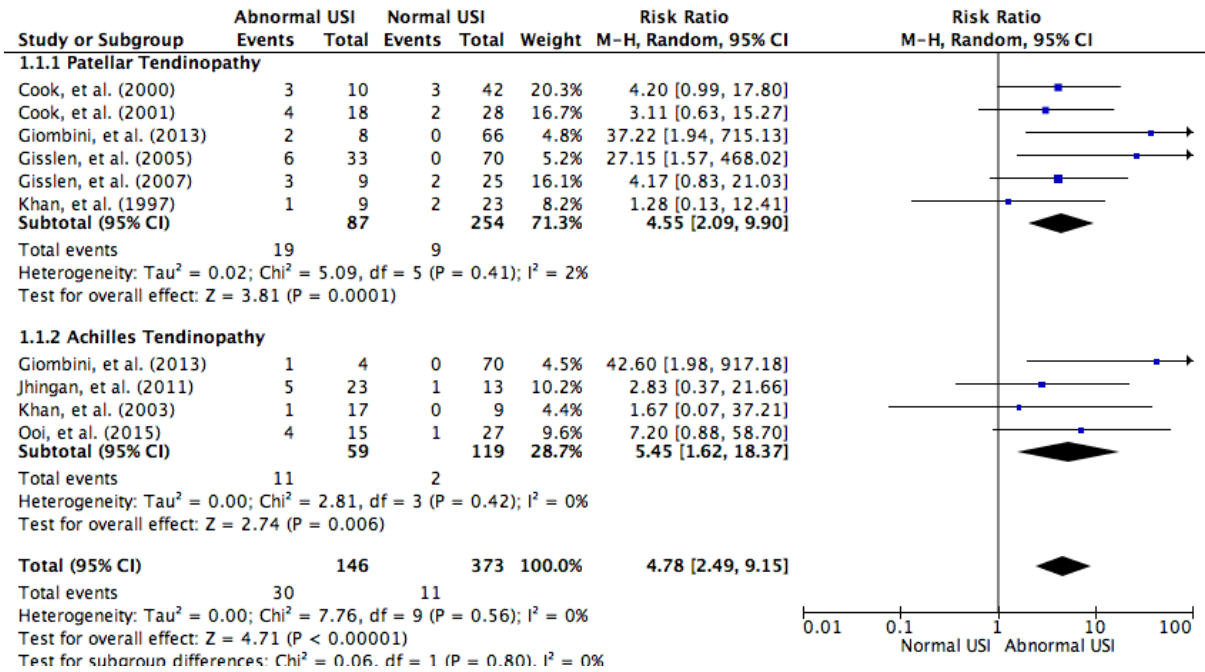 Abnormal USI Normal USI Risk Ratio Risk Ratio
Study or Subgroup Events Total Events Total Weight M-H, Random, 95% CI M-H, Random, 95% CI
1.1.1 Patellar Tendinopathy
Cook, et al. (2000) 3 10 3 42 20.3% 4.20 [0.99, 17.80]
Cook, et al. (2001) 4 18 2 28 16.7% 3.11 [0.63, 15.27]
Giombini, et al. (2013) 2 8 0 66 4.8% 37.22 [1.94, 715.13]
Gisslen, et al. (2005) 6 33 0 70 5.2% 27.15 [1.57, 468.02]
Gisslen, et al. (2007) 3 9 2 25 16.1% 4.17 [0.83, 21.03]
Khan, et al. (1997) 1 9 2 23 8.2% 1.28 [0.13, 12.41]
Subtotal (95% CI) 87 254 71.3% 4.55 [2.09, 9.90]
Total events 19 9
Heterogeneity: Tau² = 0.02; Chi² = 5.09, df = 5 (P = 0.41); I² = 2%
Test for overall effect: Z = 3.81 (P = 0.0001)
1.1.2 Achilles Tendinopathy
Giombini, et al. (2013) 1 4 0 70 4.5% 42.60 [1.98, 917.18]
Jhingan, et al. (2011) 5 23 1 13 10.2% 2.83 [0.37, 21.66]
Khan, et al. (2003) 1 17 0 9 4.4% 1.67 [0.07, 37.21]
Ooi, et al. (2015) 4 15 1 27 9.6% 7.20 [0.88, 58.70]
Subtotal (95% CI) 59 119 28.7% 5.45 [1.62, 18.37]
Total events 11 2
Heterogeneity: Tau² = 0.00; Chi² = 2.81, df = 3 (P = 0.42); I² = 0%
Test for overall effect: Z = 2.74 (P = 0.006)
Total (95% CI) 146 373 100.0% 4.78 [2.49, 9.15]
Total events 30 11
Heterogeneity: Tau² = 0.00; Chi² = 7.76, df = 9 (P = 0.56); I² = 0%
Test for overall effect: Z = 4.71 (P < 0.00001)
Test for subgroup differences: Chi² = 0.06, df = 1 (P = 0.80), I² = 0%
0.01 0.1 1 10 100
Normal USI Abnormal USI